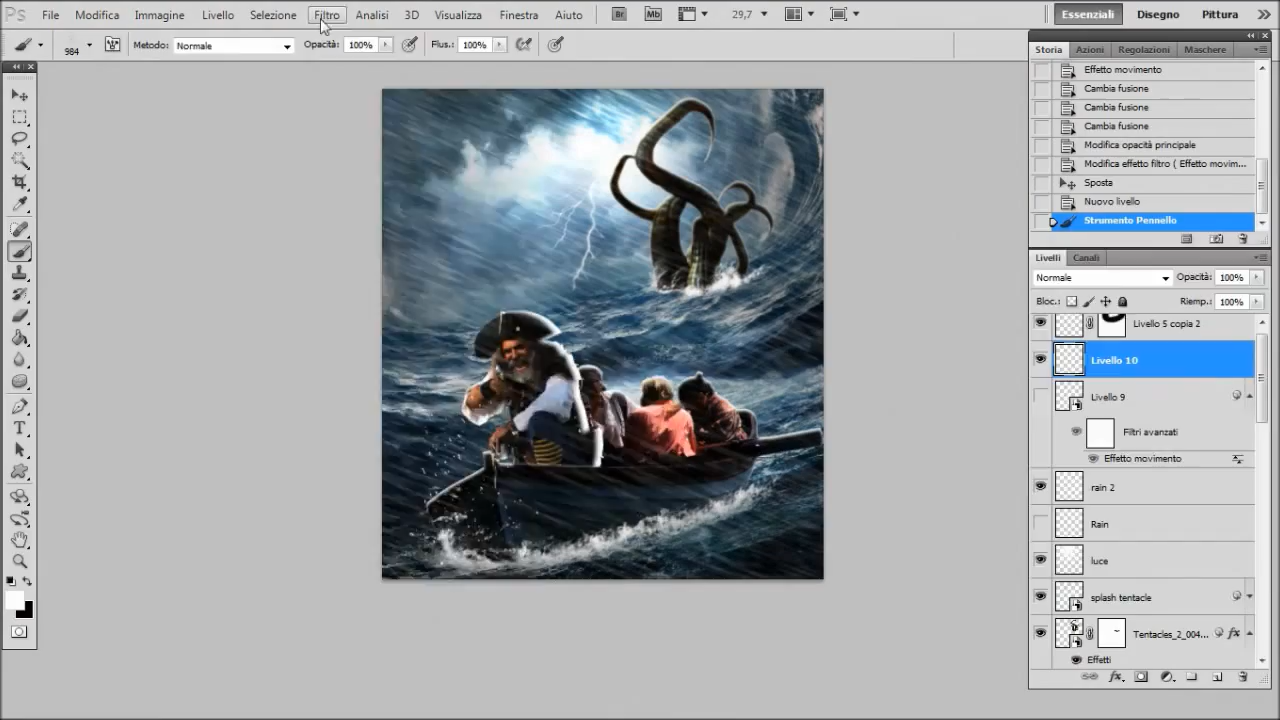 Ps File Modifica Immagine Livello Selezione Filtro Analisi 3D Visualizza Finestra Aiuto Br Mb 29,7 Essenziali Disegno Pittura
984 Metodo: Normale Opacità: 100% Flus.: 100%
Storia Azioni Regolazioni Maschere
Effetto movimento
Cambia fusione
Cambia fusione
Cambia fusione
Modifica opacità principale
Modifica effetto filtro ( Effetto movim...
Sposta
Nuovo livello
Strumento Pennello
Livelli Canali
Normale Opacità: 100%
Bloc.: Riemp.: 100%
Livello 5 copia 2
Livello 10
Livello 9
Filtri avanzati
Effetto movimento
rain 2
Rain
luce
splash tentacle
Tentacles_2_004... fx
Effetti
fx.